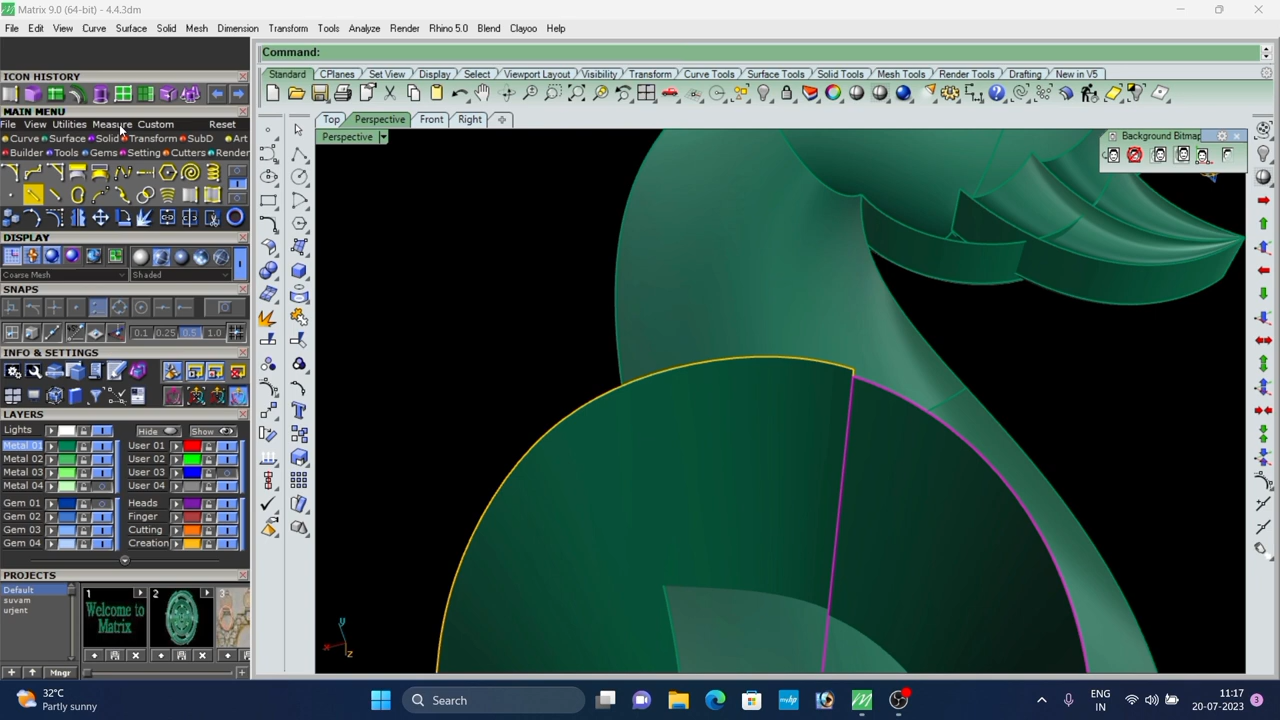 Matrix 9.0 (64-bit) - 4.4.3dm
File Edit View Curve Surface Solid Mesh Dimension Transform Tools Analyze Render Rhino 5.0 Blend Clayoo Help
Command:
ICON HISTORY
Standard CPlanes Set View Display Select Viewport Layout Visibility Transform Curve Tools Surface Tools Solid Tools Mesh Tools Render Tools Drafting New in V5
MAIN MENU
File View Utilities Measure Custom Reset
Curve Surface Solid Transform SubD Art
Builder Tools Gems Setting Cutters Render
Top Perspective Front Right
Perspective
Background Bitmap
DISPLAY
Coarse Mesh Shaded
SNAPS
0.1 0.25 0.5 1.0
INFO & SETTINGS
LAYERS
Lights Hide Show
Metal 01 User 01
Metal 02 User 02
Metal 03 User 03
Metal 04 User 04
Gem 01 Heads
Gem 02 Finger
Gem 03 Cutting
Gem 04 Creation
PROJECTS
Default
suvam
urjent
1 2 3
Welcome to Matrix
Mngr
x
y
z
32°C
Partly sunny
Search
ENG
IN
11:17
20-07-2023
3